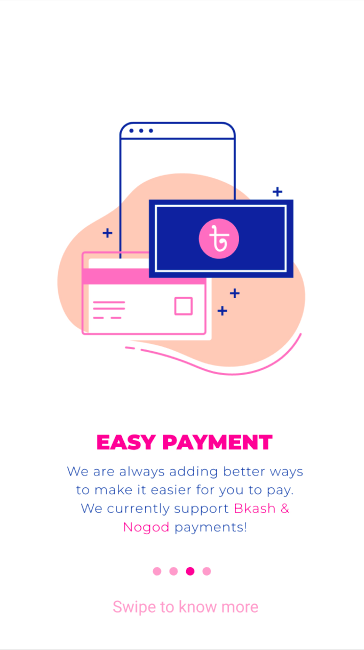 ৳
EASY PAYMENT
We are always adding better ways
to make it easier for you to pay.
We currently support Bkash &
Nogod payments!
Swipe to know more